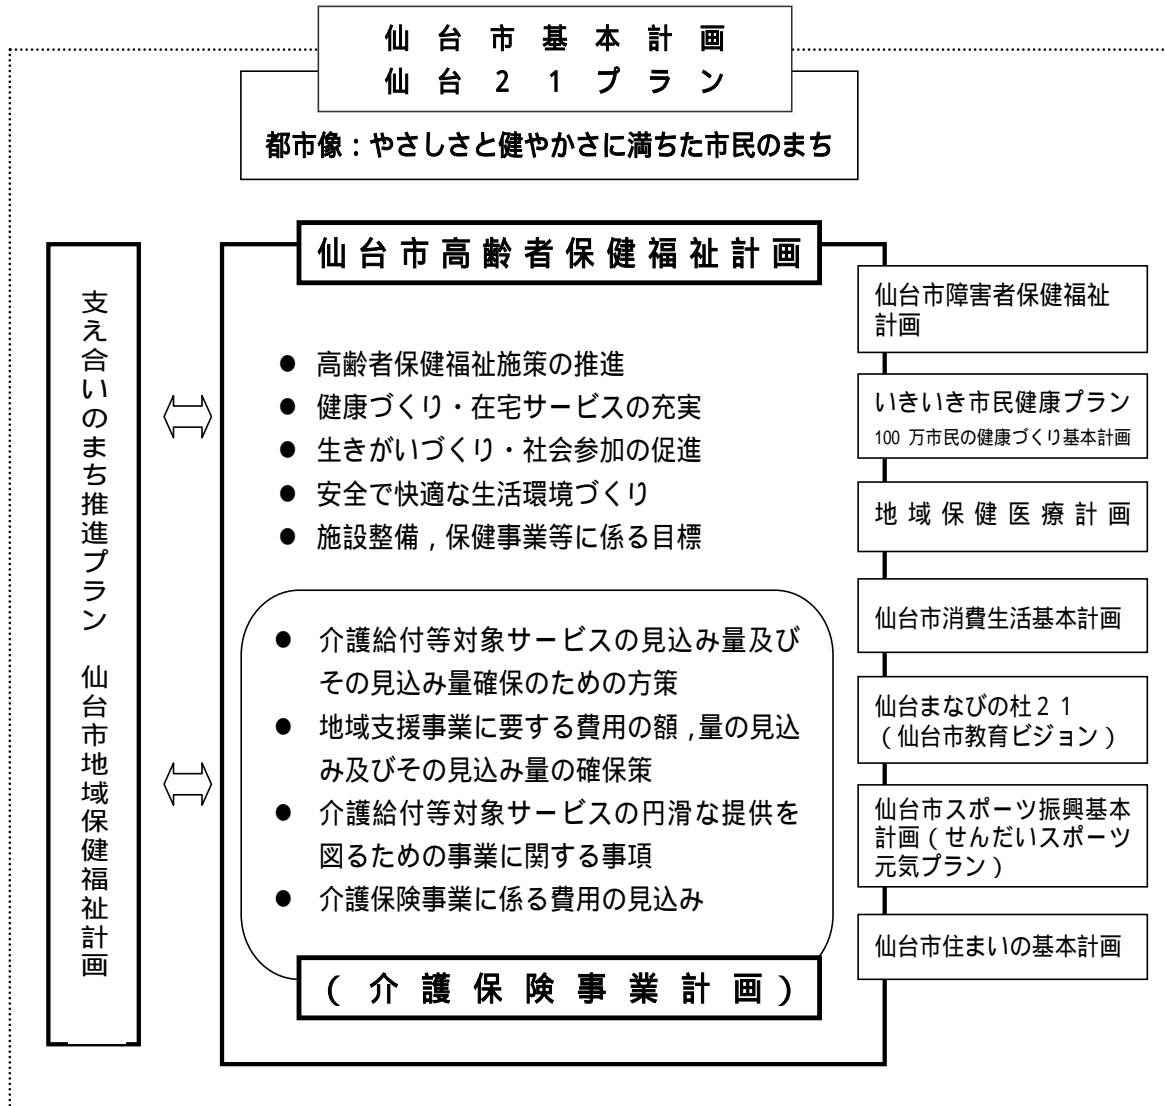 仙台市基本計画
仙台２１プラン
都市像：やさしさと健やかさに満ちた市民のまち
支え合いのまち推進プラン　仙台市地域保健福祉計画
仙台市高齢者保健福祉計画
● 高齢者保健福祉施策の推進
● 健康づくり・在宅サービスの充実
● 生きがいづくり・社会参加の促進
● 安全で快適な生活環境づくり
● 施設整備，保健事業等に係る目標
● 介護給付等対象サービスの見込み量及び
その見込み量確保のための方策
● 地域支援事業に要する費用の額，量の見込
み及びその見込み量の確保策
● 介護給付等対象サービスの円滑な提供を
図るための事業に関する事項
● 介護保険事業に係る費用の見込み
（介護保険事業計画）
仙台市障害者保健福祉
計画
いきいき市民健康プラン
100 万市民の健康づくり基本計画
地域保健医療計画
仙台市消費生活基本計画
仙台まなびの杜２１
（仙台市教育ビジョン）
仙台市スポーツ振興基本
計画（せんだいスポーツ
元気プラン）
仙台市住まいの基本計画